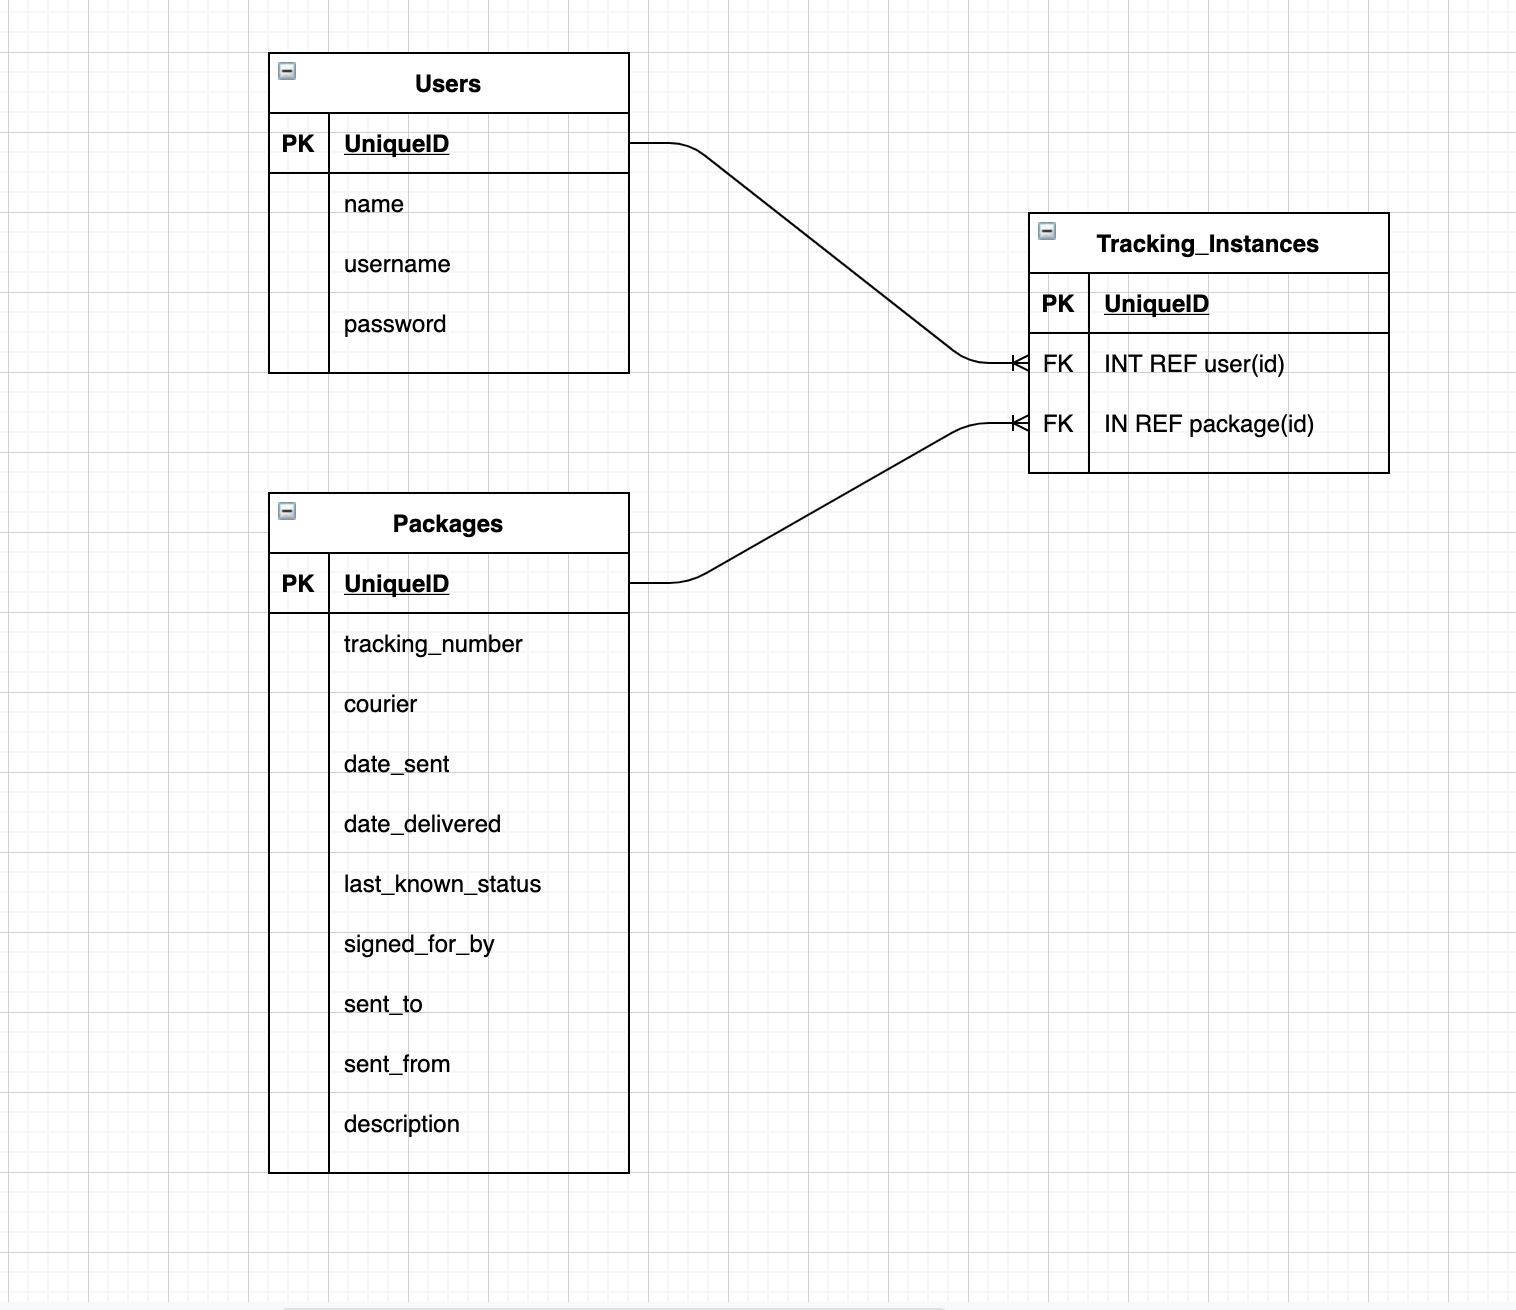 Users
PK UniqueID
name
username
password
Tracking_Instances
PK UniqueID
FK INT REF user(id)
FK IN REF package(id)
Packages
PK UniqueID
tracking_number
courier
date_sent
date_delivered
last_known_status
signed_for_by
sent_to
sent_from
description